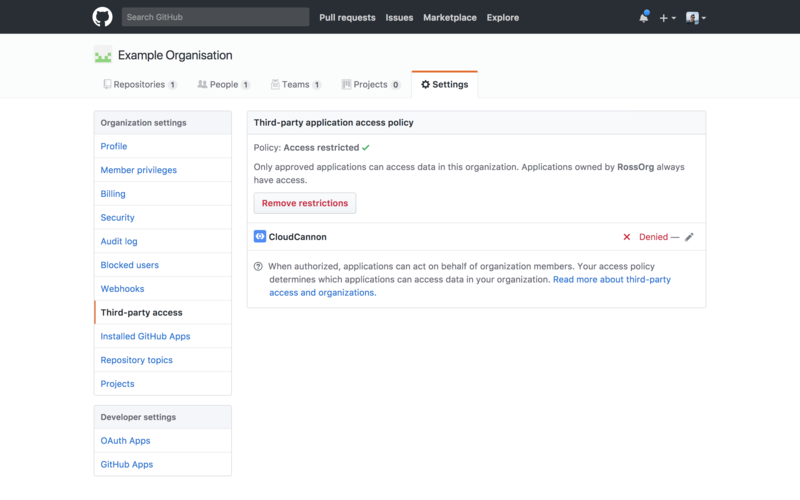 Search GitHub
Pull requests Issues Marketplace Explore
Example Organisation
Repositories 1 People 1 Teams 1 Projects 0 Settings
Organization settings
Profile
Member privileges
Billing
Security
Audit log
Blocked users
Webhooks
Third-party access
Installed GitHub Apps
Repository topics
Projects
Developer settings
OAuth Apps
GitHub Apps
Third-party application access policy
Policy: Access restricted ✓
Only approved applications can access data in this organization. Applications owned by RossOrg always
have access.
Remove restrictions
CloudCannon
✕ Denied —
When authorized, applications can act on behalf of organization members. Your access policy
determines which applications can access data in your organization. Read more about third-party
access and organizations.